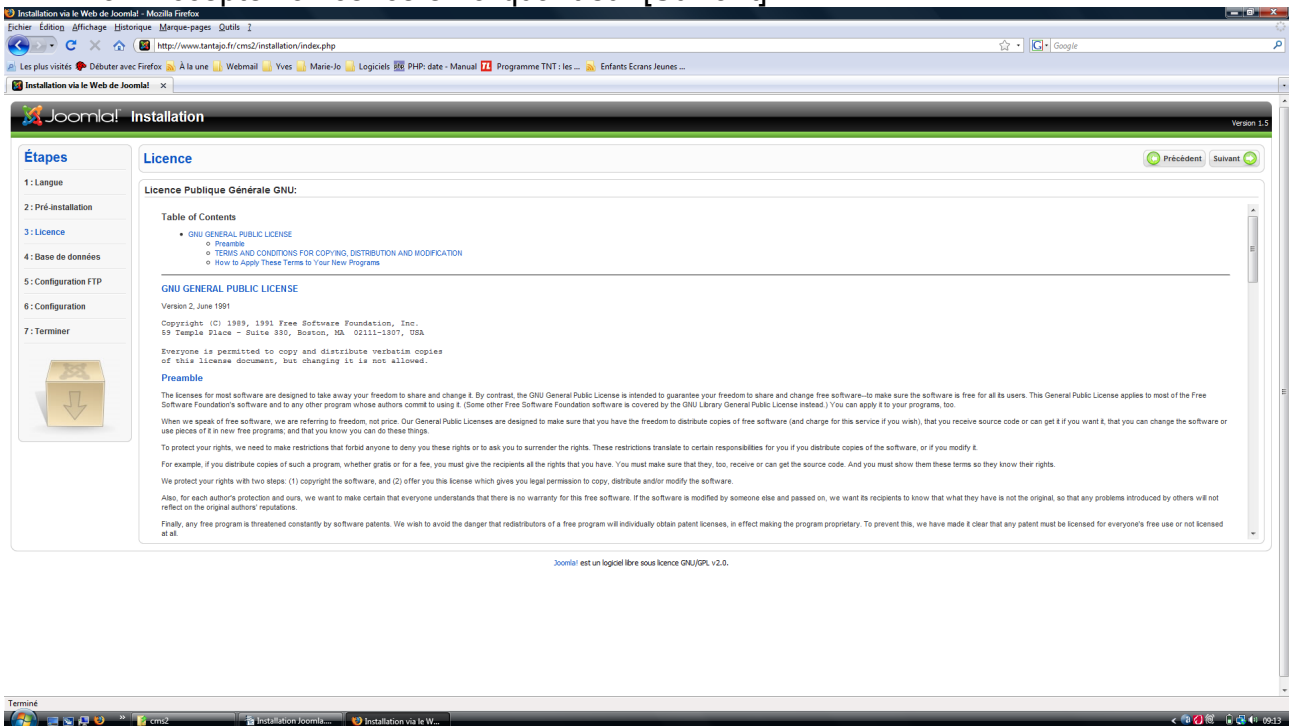 Installation via le Web de Joomla! - Mozilla Firefox
Fichier Édition Affichage Historique Marque-pages Outils ?
http://www.tantajo.fr/cms2/installation/index.php
Google
Les plus visités Débuter avec Firefox À la une Webmail Yves Marie-Jo Logiciels PHP: date - Manual Programme TNT : les ... Enfants Ecrans Jeunes ...
Installation via le Web de Joomla!
Joomla! Installation
Version 1.5
Étapes
1 : Langue
2 : Pré-installation
3 : Licence
4 : Base de données
5 : Configuration FTP
6 : Configuration
7 : Terminer
Licence
Précédent Suivant
Licence Publique Générale GNU:
Table of Contents
GNU GENERAL PUBLIC LICENSE
Preamble
TERMS AND CONDITIONS FOR COPYING, DISTRIBUTION AND MODIFICATION
How to Apply These Terms to Your New Programs
GNU GENERAL PUBLIC LICENSE
Version 2, June 1991
Copyright (C) 1989, 1991 Free Software Foundation, Inc.
59 Temple Place - Suite 330, Boston, MA 02111-1307, USA
Everyone is permitted to copy and distribute verbatim copies
of this license document, but changing it is not allowed.
Preamble
The licenses for most software are designed to take away your freedom to share and change it. By contrast, the GNU General Public License is intended to guarantee your freedom to share and change free software--to make sure the software is free for all its users. This General Public License applies to most of the Free
Software Foundation's software and to any other program whose authors commit to using it. (Some other Free Software Foundation software is covered by the GNU Library General Public License instead.) You can apply it to your programs, too.
When we speak of free software, we are referring to freedom, not price. Our General Public Licenses are designed to make sure that you have the freedom to distribute copies of free software (and charge for this service if you wish), that you receive source code or can get it if you want it, that you can change the software or
use pieces of it in new free programs; and that you know you can do these things.
To protect your rights, we need to make restrictions that forbid anyone to deny you these rights or to ask you to surrender the rights. These restrictions translate to certain responsibilities for you if you distribute copies of the software, or if you modify it.
For example, if you distribute copies of such a program, whether gratis or for a fee, you must give the recipients all the rights that you have. You must make sure that they, too, receive or can get the source code. And you must show them these terms so they know their rights.
We protect your rights with two steps: (1) copyright the software, and (2) offer you this license which gives you legal permission to copy, distribute and/or modify the software.
Also, for each author's protection and ours, we want to make certain that everyone understands that there is no warranty for this free software. If the software is modified by someone else and passed on, we want its recipients to know that what they have is not the original, so that any problems introduced by others will not
reflect on the original authors' reputations.
Finally, any free program is threatened constantly by software patents. We wish to avoid the danger that redistributors of a free program will individually obtain patent licenses, in effect making the program proprietary. To prevent this, we have made it clear that any patent must be licensed for everyone's free use or not licensed
at all.
Joomla! est un logiciel libre sous licence GNU/GPL v2.0.
Terminé
cms2 Installation Joomla.... Installation via le W... 09:13